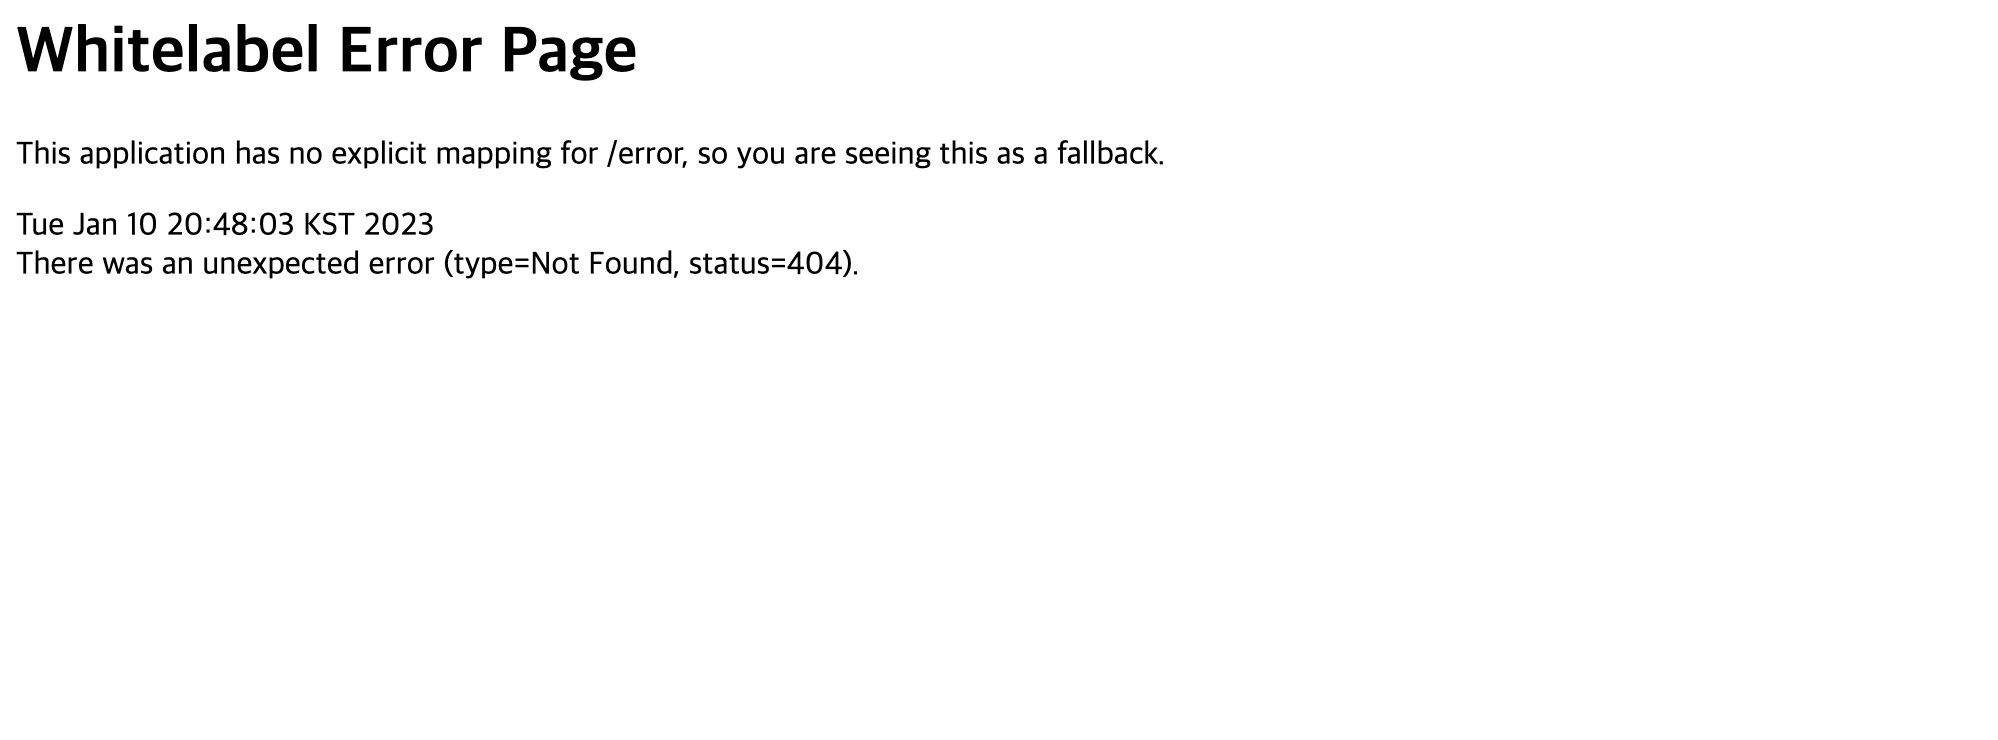 Whitelabel Error Page
This application has no explicit mapping for /error, so you are seeing this as a fallback.
Tue Jan 10 20:48:03 KST 2023
There was an unexpected error (type=Not Found, status=404).